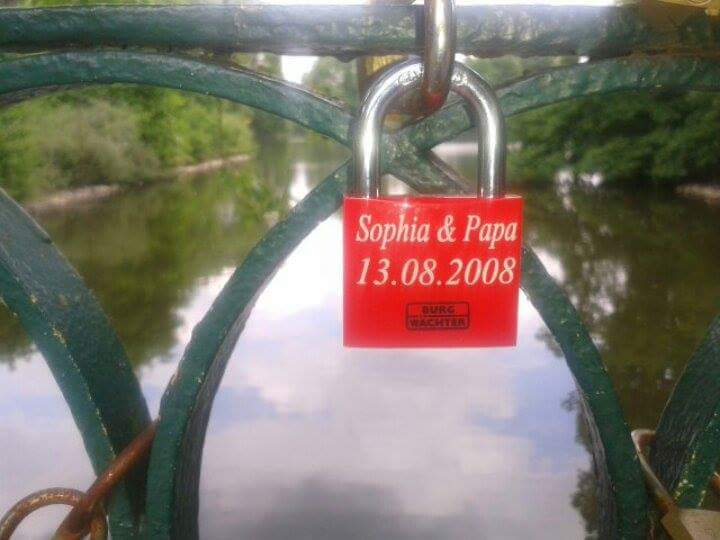 Sophia & Papa
13.08.2008
BURG
WÄCHTER